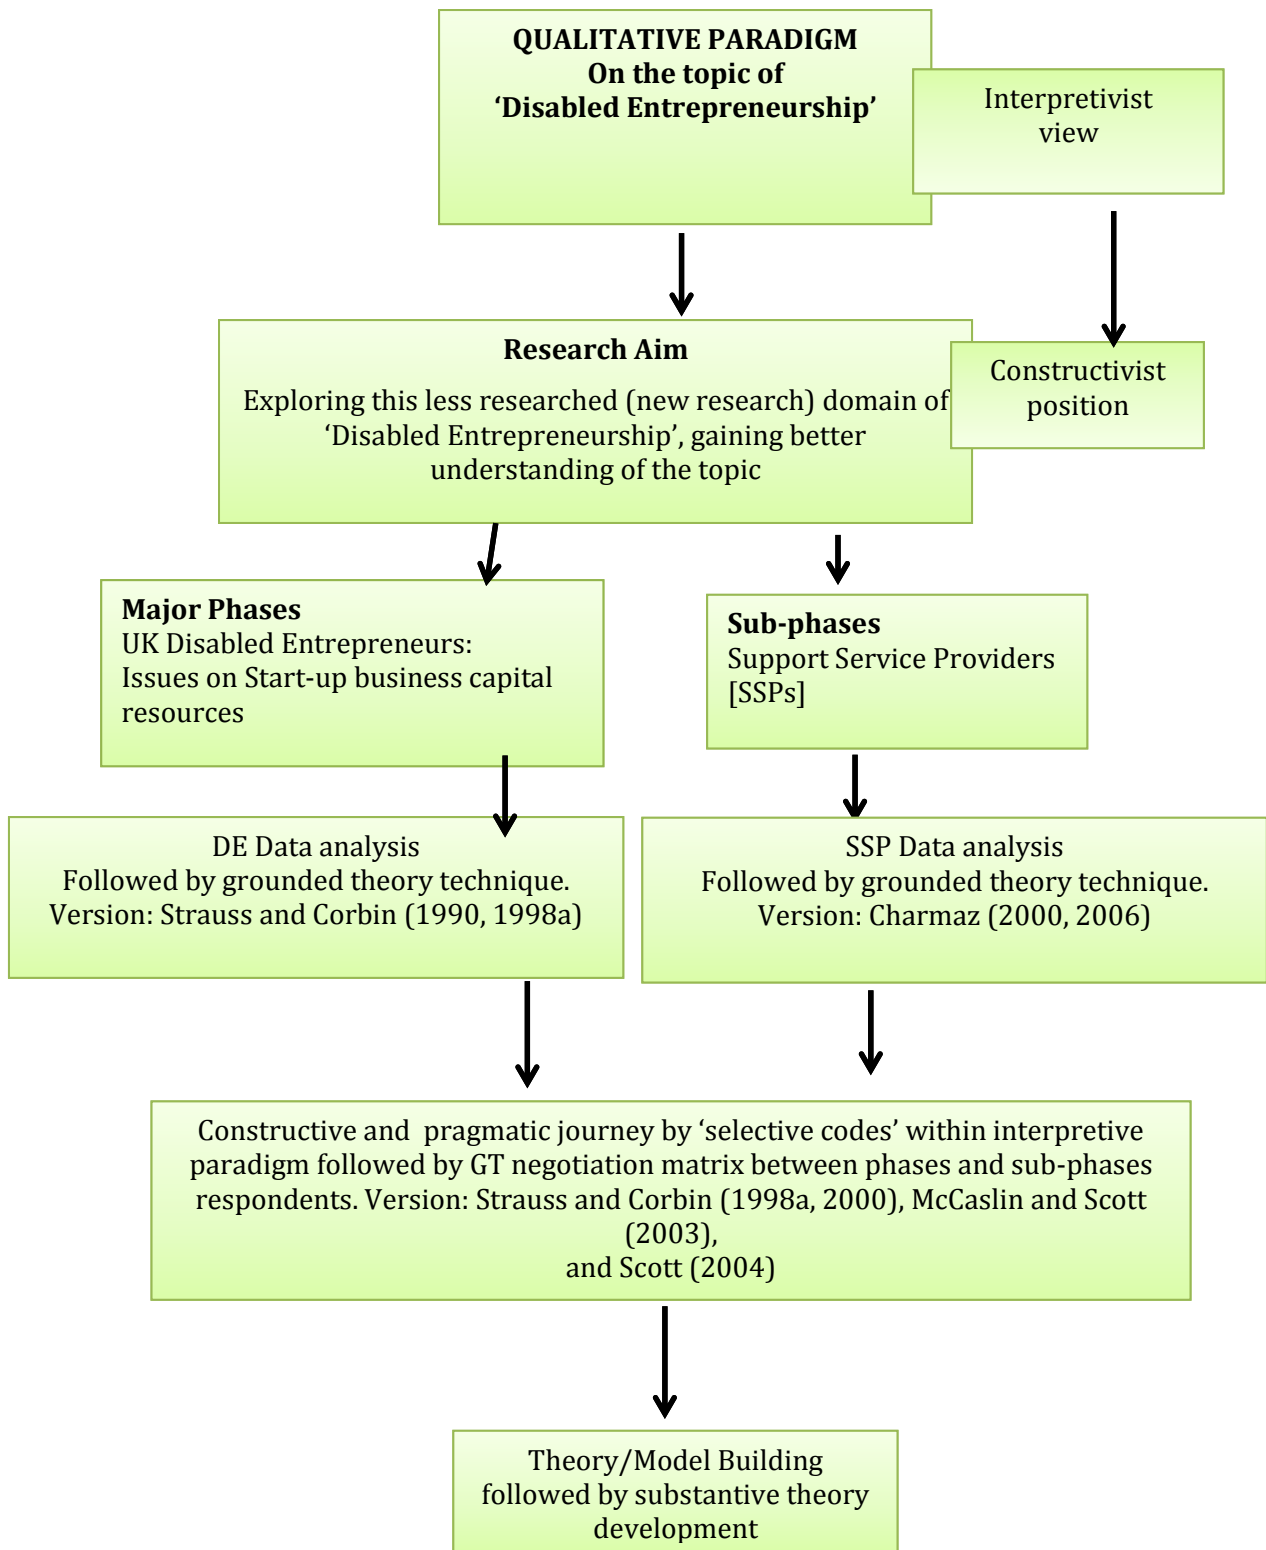 QUALITATIVE PARADIGM
On the topic of
‘Disabled Entrepreneurship’
Interpretivist
view
Research Aim
Exploring this less researched (new research) domain of
‘Disabled Entrepreneurship’, gaining better
understanding of the topic
Constructivist
position
Major Phases
UK Disabled Entrepreneurs:
Issues on Start-up business capital
resources
Sub-phases
Support Service Providers
[SSPs]
DE Data analysis
Followed by grounded theory technique.
Version: Strauss and Corbin (1990, 1998a)
SSP Data analysis
Followed by grounded theory technique.
Version: Charmaz (2000, 2006)
Constructive and pragmatic journey by ‘selective codes’ within interpretive
paradigm followed by GT negotiation matrix between phases and sub-phases
respondents. Version: Strauss and Corbin (1998a, 2000), McCaslin and Scott
(2003),
and Scott (2004)
Theory/Model Building
followed by substantive theory
development